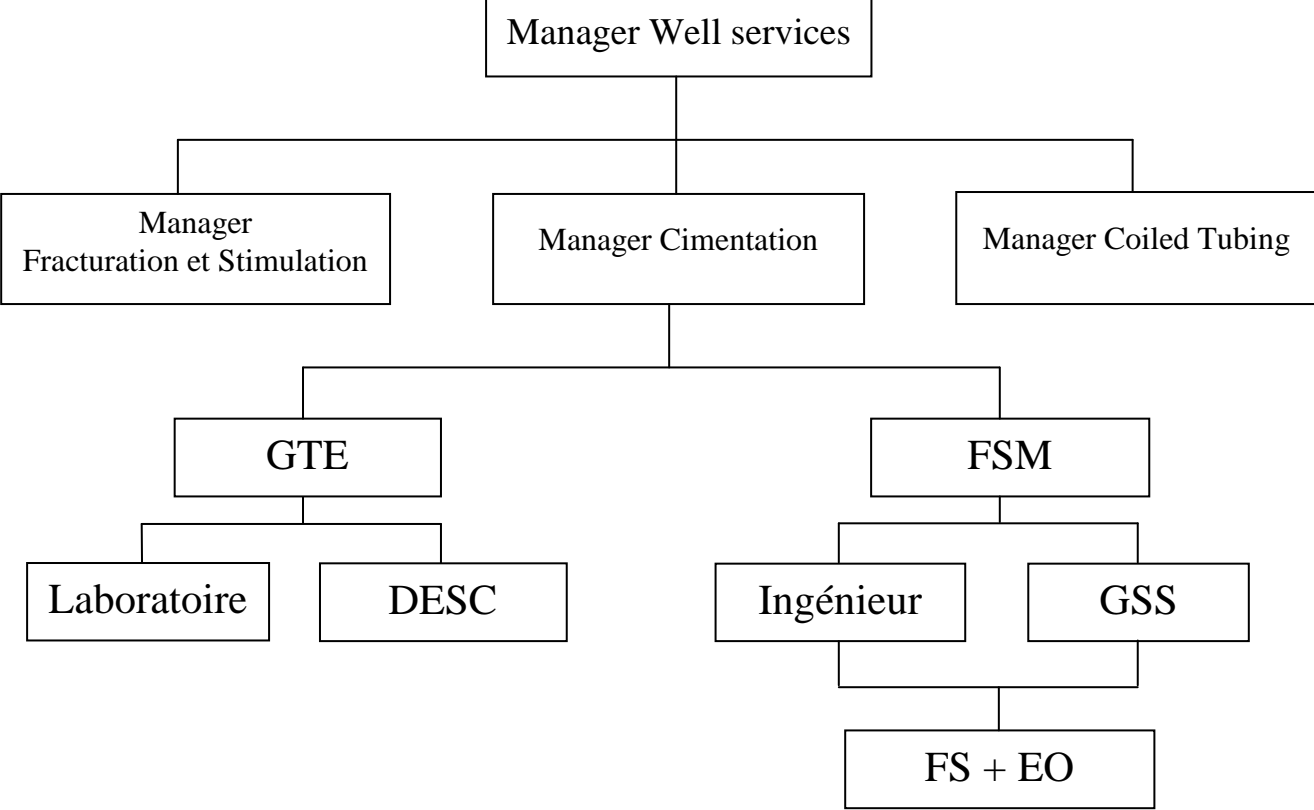 Manager Well services
Manager
Fracturation et Stimulation
Manager Cimentation
Manager Coiled Tubing
GTE
FSM
Laboratoire
DESC
Ingénieur
GSS
FS + EO